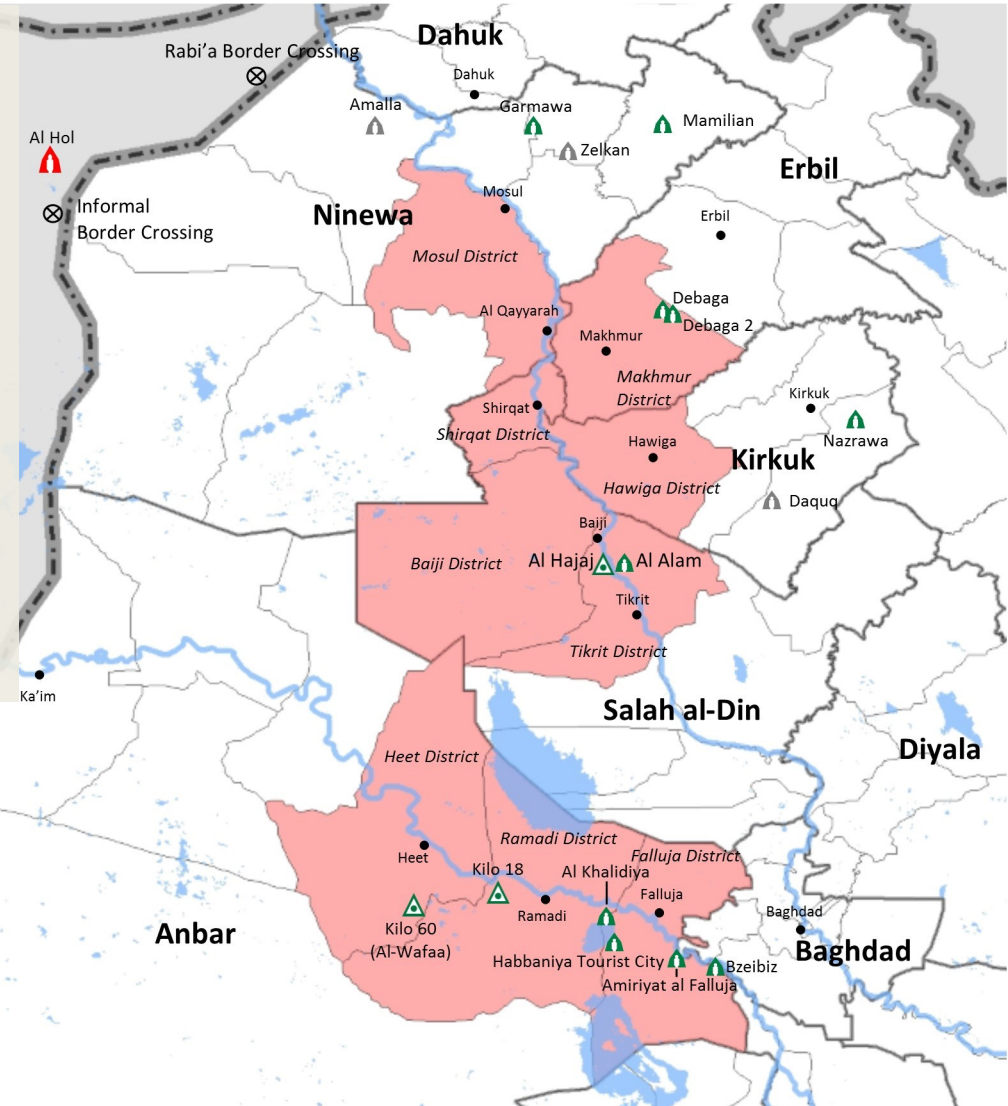 Dahuk
Rabi’a Border Crossing
Dahuk
Amalla
Garmawa
Mamilian
Al Hol
Zelkan
Erbil
Mosul
Informal
Border Crossing
Ninewa
Erbil
Mosul District
Debaga
Al Qayyarah
Debaga 2
Makhmur
Makhmur
District
Kirkuk
Shirqat
Shirqat District
Hawiga
Nazrawa
Kirkuk
Hawiga District
Daquq
Baiji
Baiji District
Al Hajaj
Al Alam
Tikrit
Tikrit District
Ka’im
Salah al-Din
Diyala
Heet District
Ramadi District
Heet
Falluja District
Kilo 18
Al Khalidiya
Falluja
Ramadi
Baghdad
Anbar
Kilo 60
(Al-Wafaa)
Baghdad
Habbaniya Tourist City
Bzeibiz
Amiriyat al Falluja